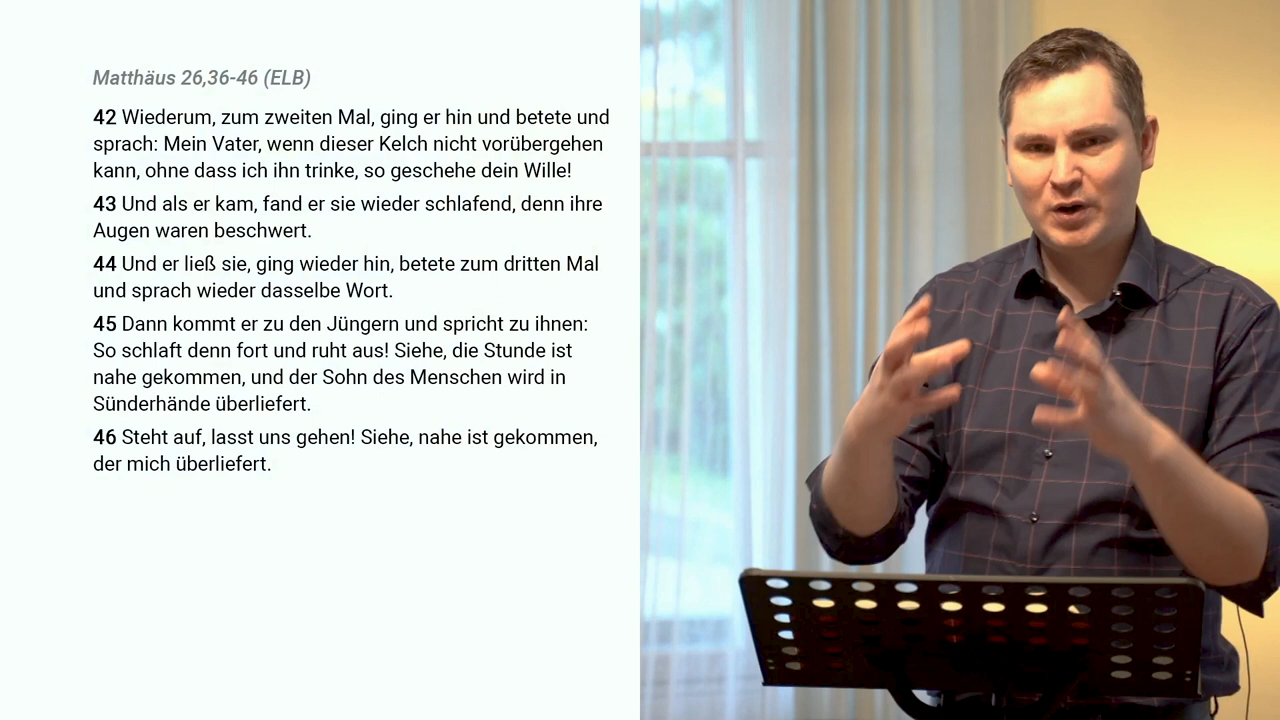 Matthäus 26,36-46 (ELB)
42 Wiederum, zum zweiten Mal, ging er hin und betete und
sprach: Mein Vater, wenn dieser Kelch nicht vorübergehen
kann, ohne dass ich ihn trinke, so geschehe dein Wille!
43 Und als er kam, fand er sie wieder schlafend, denn ihre
Augen waren beschwert.
44 Und er ließ sie, ging wieder hin, betete zum dritten Mal
und sprach wieder dasselbe Wort.
45 Dann kommt er zu den Jüngern und spricht zu ihnen:
So schlaft denn fort und ruht aus! Siehe, die Stunde ist
nahe gekommen, und der Sohn des Menschen wird in
Sünderhände überliefert.
46 Steht auf, lasst uns gehen! Siehe, nahe ist gekommen,
der mich überliefert.